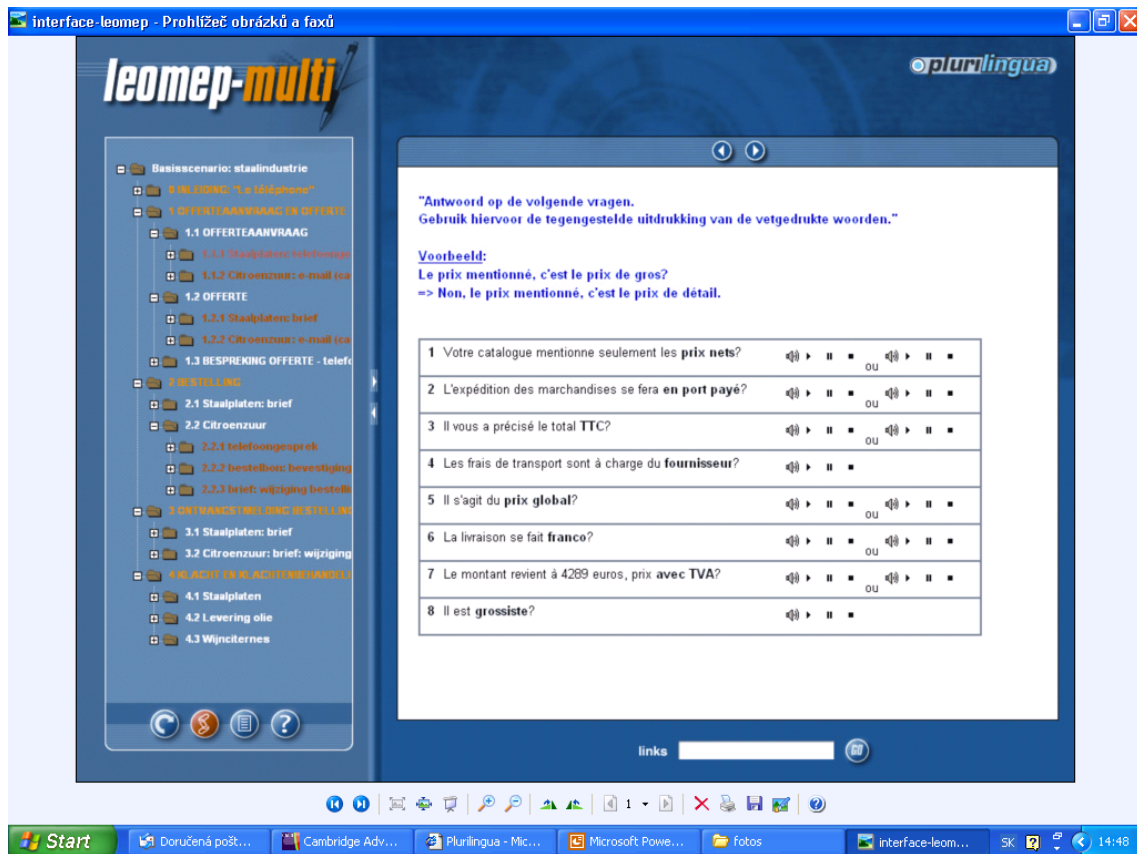 interface-leomep - Prohlížeč obrázků a faxů
leomep-multi
plurilingua
Basisscenario: staalindustrie
0 INLEIDING: "Le téléphone"
1 OFFERTEAANVRAAG EN OFFERTE
1.1 OFFERTEAANVRAAG
1.1.1 Staalplaten: telefoongesp
1.1.2 Citroenzuur: e-mail (ca
1.2 OFFERTE
1.2.1 Staalplaten: brief
1.2.2 Citroenzuur: e-mail (ca
1.3 BESPREKING OFFERTE - telefo
2 BESTELLING
2.1 Staalplaten: brief
2.2 Citroenzuur
2.2.1 telefoongesprek
2.2.2 bestelbon: bevestiging
2.2.3 brief: wijziging bestelli
3 ONTVANGSTMELDING BESTELLING
3.1 Staalplaten: brief
3.2 Citroenzuur: brief: wijziging
4 KLACHT EN KLACHTENBEHANDELI
4.1 Staalplaten
4.2 Levering olie
4.3 Wijnciternes
"Antwoord op de volgende vragen.
Gebruik hiervoor de tegengestelde uitdrukking van de vetgedrukte woorden."
Voorbeeld:
Le prix mentionné, c'est le prix de gros?
=> Non, le prix mentionné, c'est le prix de détail.
1 Votre catalogue mentionne seulement les prix nets? ou
2 L'expédition des marchandises se fera en port payé? ou
3 Il vous a précisé le total TTC? ou
4 Les frais de transport sont à charge du fournisseur?
5 Il s'agit du prix global? ou
6 La livraison se fait franco? ou
7 Le montant revient à 4289 euros, prix avec TVA? ou
8 Il est grossiste?
links GO
1
Start Doručená pošt... Cambridge Adv... Plurilingua - Mic... Microsoft Powe... fotos interface-leom... SK 14:48